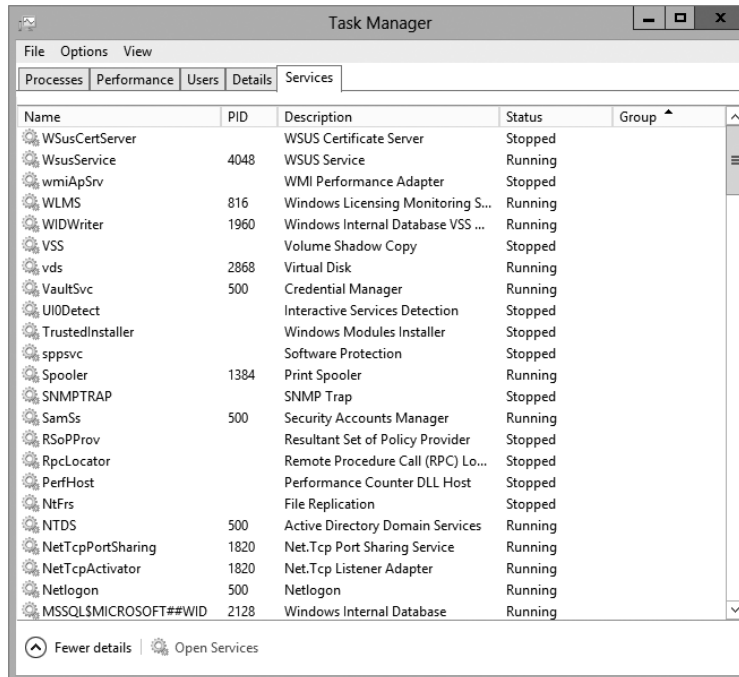 Task Manager
File Options View
Processes Performance Users Details Services
Name PID Description Status Group
WSusCertServer WSUS Certificate Server Stopped
WsusService 4048 WSUS Service Running
wmiApSrv WMI Performance Adapter Stopped
WLMS 816 Windows Licensing Monitoring S... Running
WIDWriter 1960 Windows Internal Database VSS ... Running
VSS Volume Shadow Copy Stopped
vds 2868 Virtual Disk Running
VaultSvc 500 Credential Manager Running
UI0Detect Interactive Services Detection Stopped
TrustedInstaller Windows Modules Installer Stopped
sppsvc Software Protection Stopped
Spooler 1384 Print Spooler Running
SNMPTRAP SNMP Trap Stopped
SamSs 500 Security Accounts Manager Running
RSoPProv Resultant Set of Policy Provider Stopped
RpcLocator Remote Procedure Call (RPC) Lo... Stopped
PerfHost Performance Counter DLL Host Stopped
NtFrs File Replication Stopped
NTDS 500 Active Directory Domain Services Running
NetTcpPortSharing 1820 Net.Tcp Port Sharing Service Running
NetTcpActivator 1820 Net.Tcp Listener Adapter Running
Netlogon 500 Netlogon Running
MSSQL$MICROSOFT##WID 2128 Windows Internal Database Running
Fewer details Open Services